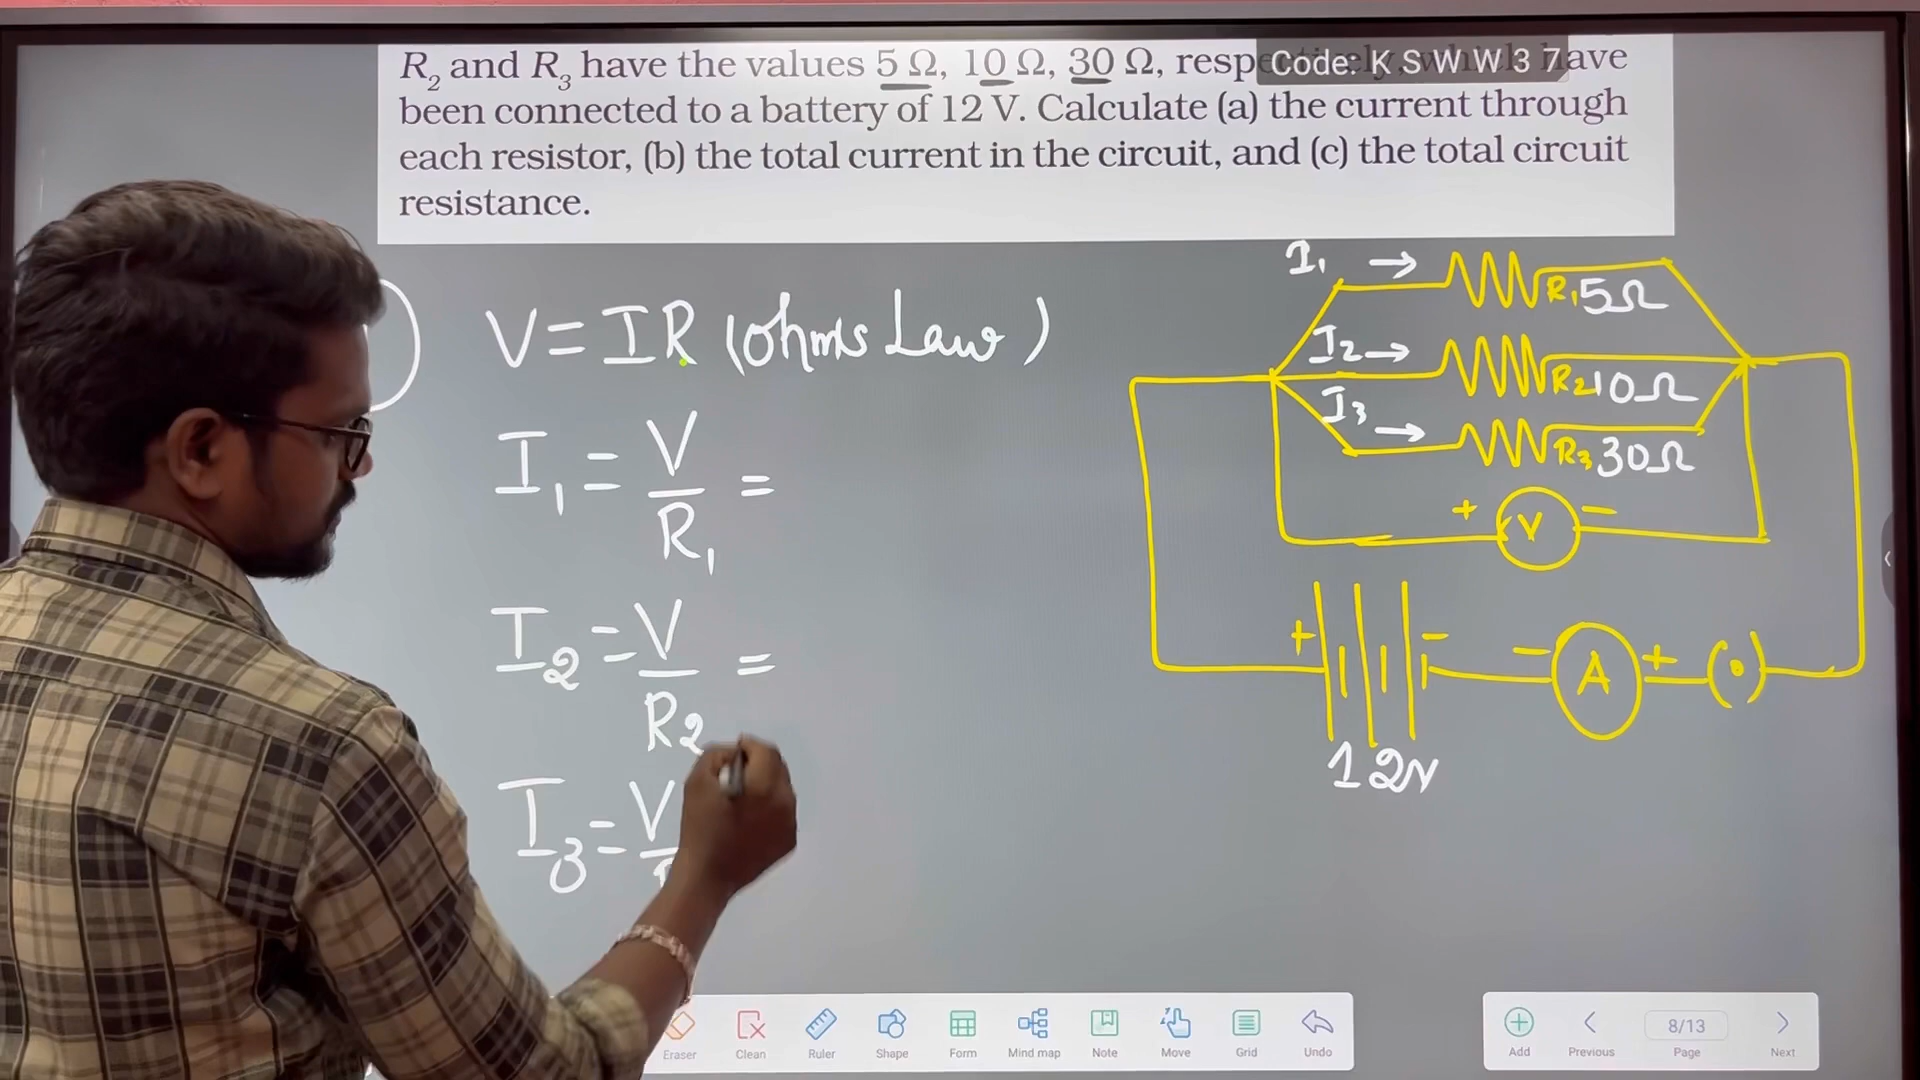 R2 and R3 have the values 5 Ω, 10 Ω, 30 Ω, resp Code: K S W W 3 7 have
been connected to a battery of 12 V. Calculate (a) the current through
each resistor, (b) the total current in the circuit, and (c) the total circuit
resistance.
V = IR (ohms Law)
I1 = V/R1 =
I2 = V/R2 =
I3 = V
I1 → R1 5Ω
I2 → R2 10Ω
I3 → R3 30Ω
+ V −
+ − − A + (•)
12V
Eraser Clean Ruler Shape Form Mind map Note Move Grid Undo
Add Previous 8/13 Page Next